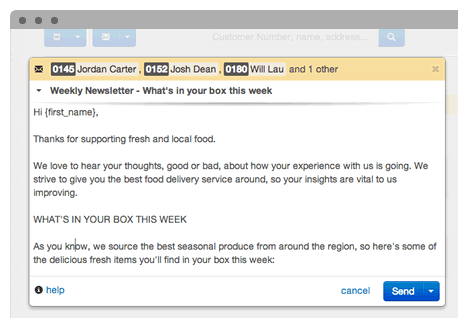 Customer Number, name, address...
0145 Jordan Carter , 0152 Josh Dean , 0180 Will Lau and 1 other ×
Weekly Newsletter - What's in your box this week
Hi {first_name},
Thanks for supporting fresh and local food.
We love to hear your thoughts, good or bad, about how your experience with us is going. We
strive to give you the best food delivery service around, so your insights are vital to us
improving.
WHAT'S IN YOUR BOX THIS WEEK
As you know, we source the best seasonal produce from around the region, so here's some of
the delicious fresh items you'll find in your box this week:
help
cancel
Send